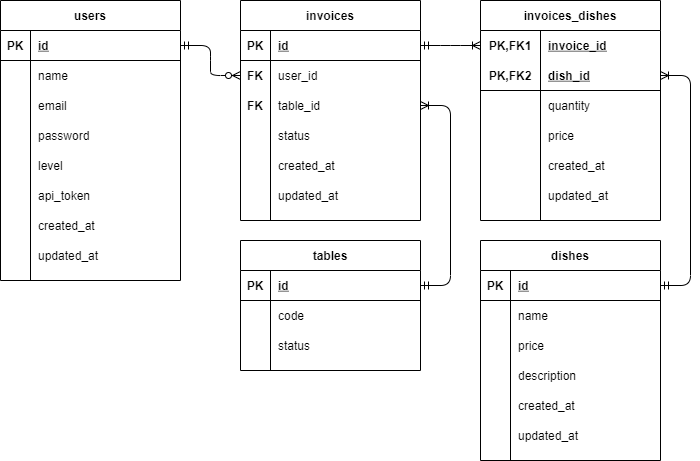 users
PK id
name
email
password
level
api_token
created_at
updated_at
invoices
PK id
FK user_id
FK table_id
status
created_at
updated_at
invoices_dishes
PK,FK1 invoice_id
PK,FK2 dish_id
quantity
price
created_at
updated_at
tables
PK id
code
status
dishes
PK id
name
price
description
created_at
updated_at